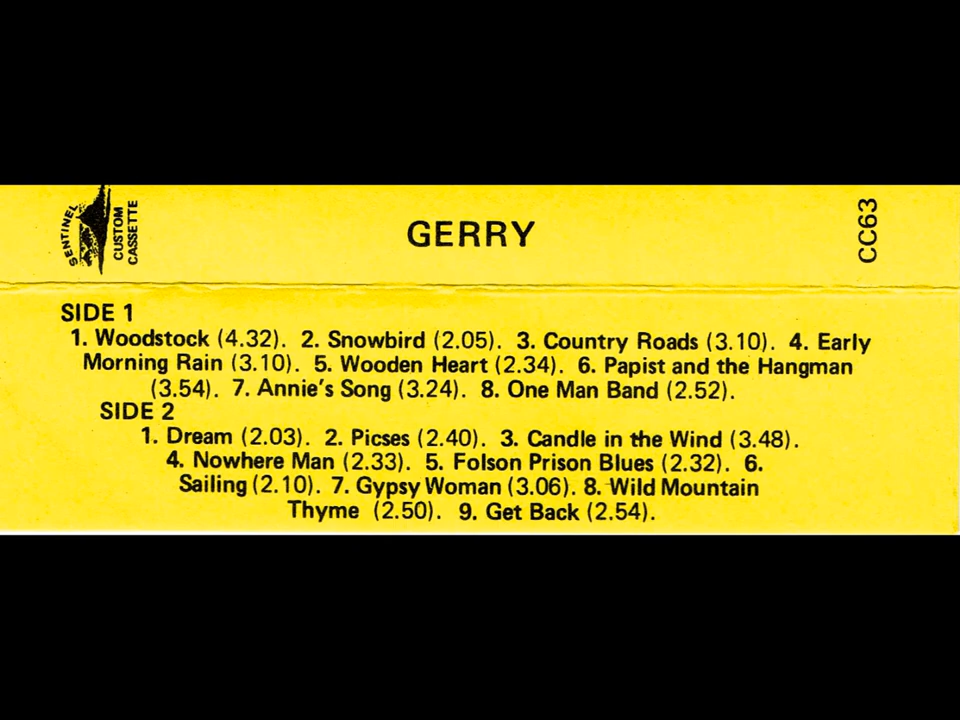 SENTINEL
CUSTOM
CASSETTE
GERRY
CC63
SIDE 1
1. Woodstock (4.32). 2. Snowbird (2.05). 3. Country Roads (3.10). 4. Early
Morning Rain (3.10). 5. Wooden Heart (2.34). 6. Papist and the Hangman
(3.54). 7. Annie's Song (3.24). 8. One Man Band (2.52).
SIDE 2
1. Dream (2.03). 2. Picses (2.40). 3. Candle in the Wind (3.48).
4. Nowhere Man (2.33). 5. Folson Prison Blues (2.32). 6.
Sailing (2.10). 7. Gypsy Woman (3.06). 8. Wild Mountain
Thyme (2.50). 9. Get Back (2.54).